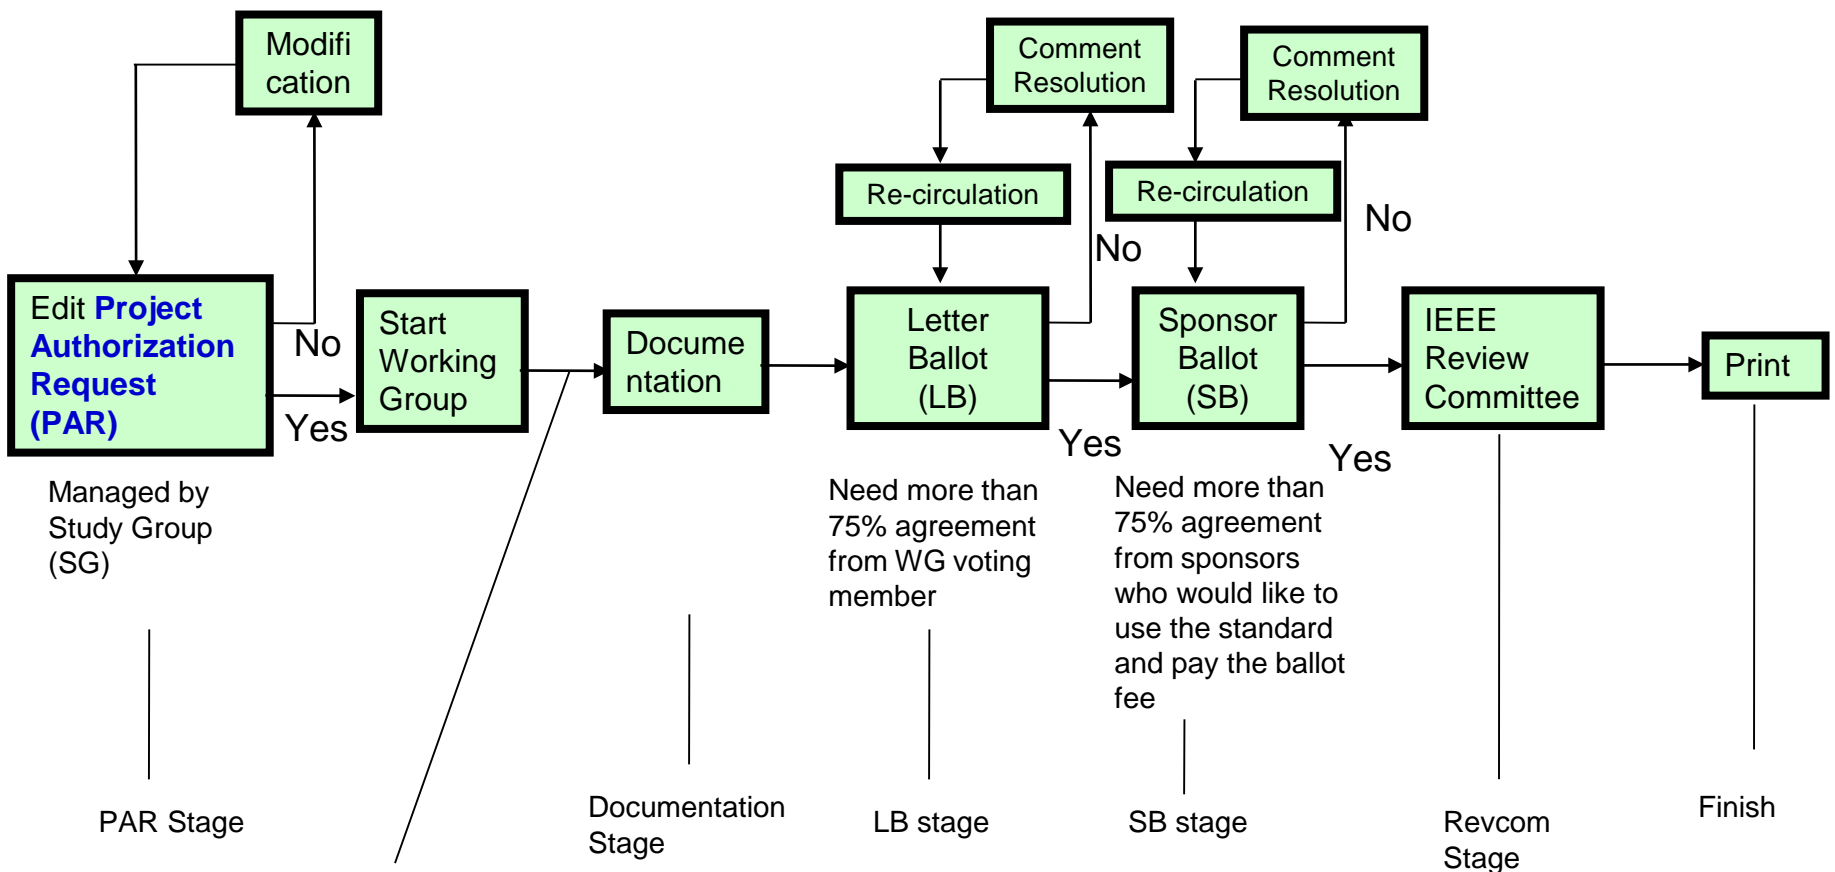 Modifi
cation
Comment
Resolution
Comment
Resolution
Re-circulation
Re-circulation
No
No
Edit Project
Authorization
Request
(PAR)
No
Yes
Start
Working
Group
Docume
ntation
Letter
Ballot
(LB)
Yes
Sponsor
Ballot
(SB)
Yes
IEEE
Review
Committee
Print
Managed by
Study Group
(SG)
Need more than
75% agreement
from WG voting
member
Need more than
75% agreement
from sponsors
who would like to
use the standard
and pay the ballot
fee
PAR Stage
Documentation
Stage
LB stage
SB stage
Revcom
Stage
Finish